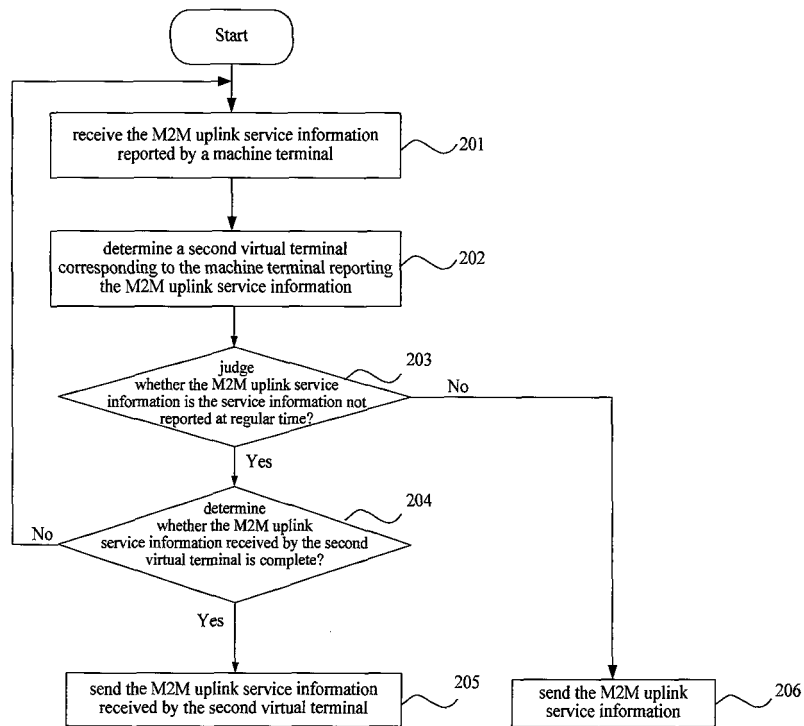 Start
receive the M2M uplink service information
reported by a machine terminal
201
determine a second virtual terminal
corresponding to the machine terminal reporting
the M2M uplink service information
202
judge
whether the M2M uplink service
information is the service information not
reported at regular time?
203
No
Yes
determine
whether the M2M uplink
service information received by the second
virtual terminal is complete?
204
No
Yes
send the M2M uplink service information
received by the second virtual terminal
205
send the M2M uplink
service information
206